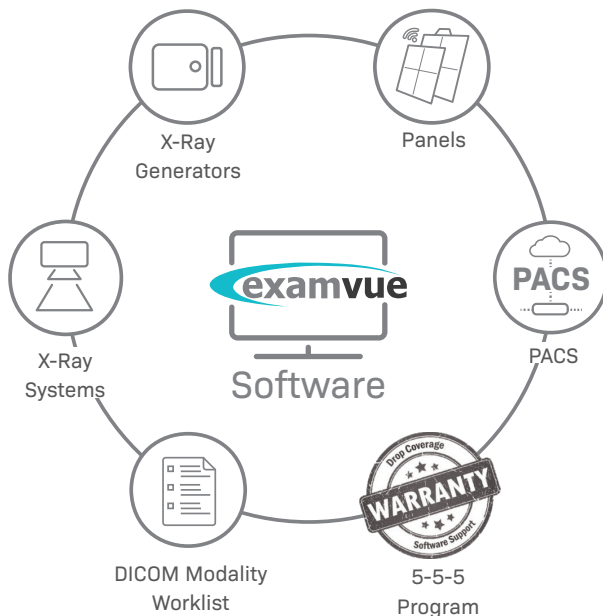 X-Ray
Generators
Panels
examvue
Software
X-Ray
Systems
PACS
PACS
DICOM Modality
Worklist
Drop Coverage
WARRANTY
Software Support
5-5-5
Program